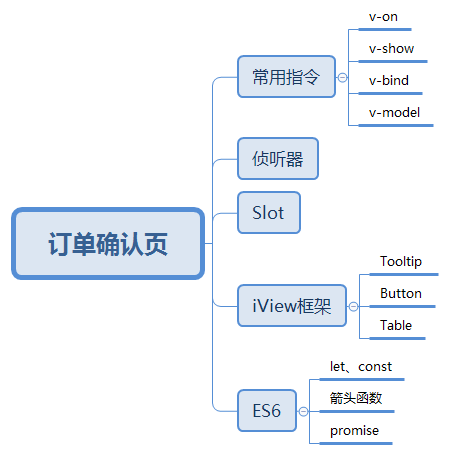 订单确认页
常用指令
v-on
v-show
v-bind
v-model
侦听器
Slot
iView框架
Tooltip
Button
Table
ES6
let、const
箭头函数
promise